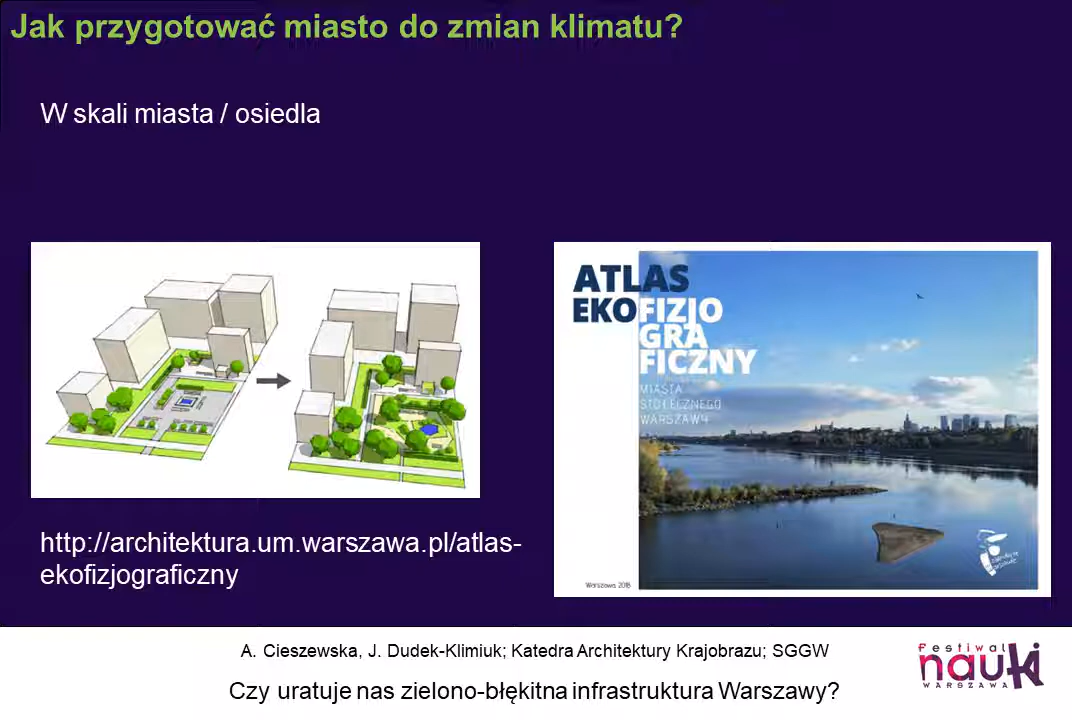 Jak przygotować miasto do zmian klimatu?
W skali miasta / osiedla
ATLAS
EKOFIZJO
GRA
FICZNY
MIASTA
STOŁECZNEGO
WARSZAWY
Warszawa 2018
http://architektura.um.warszawa.pl/atlas-
ekofizjograficzny
A. Cieszewska, J. Dudek-Klimiuk; Katedra Architektury Krajobrazu; SGGW
Czy uratuje nas zielono-błękitna infrastruktura Warszawy?
festiwal
nauki
WARSZAWA